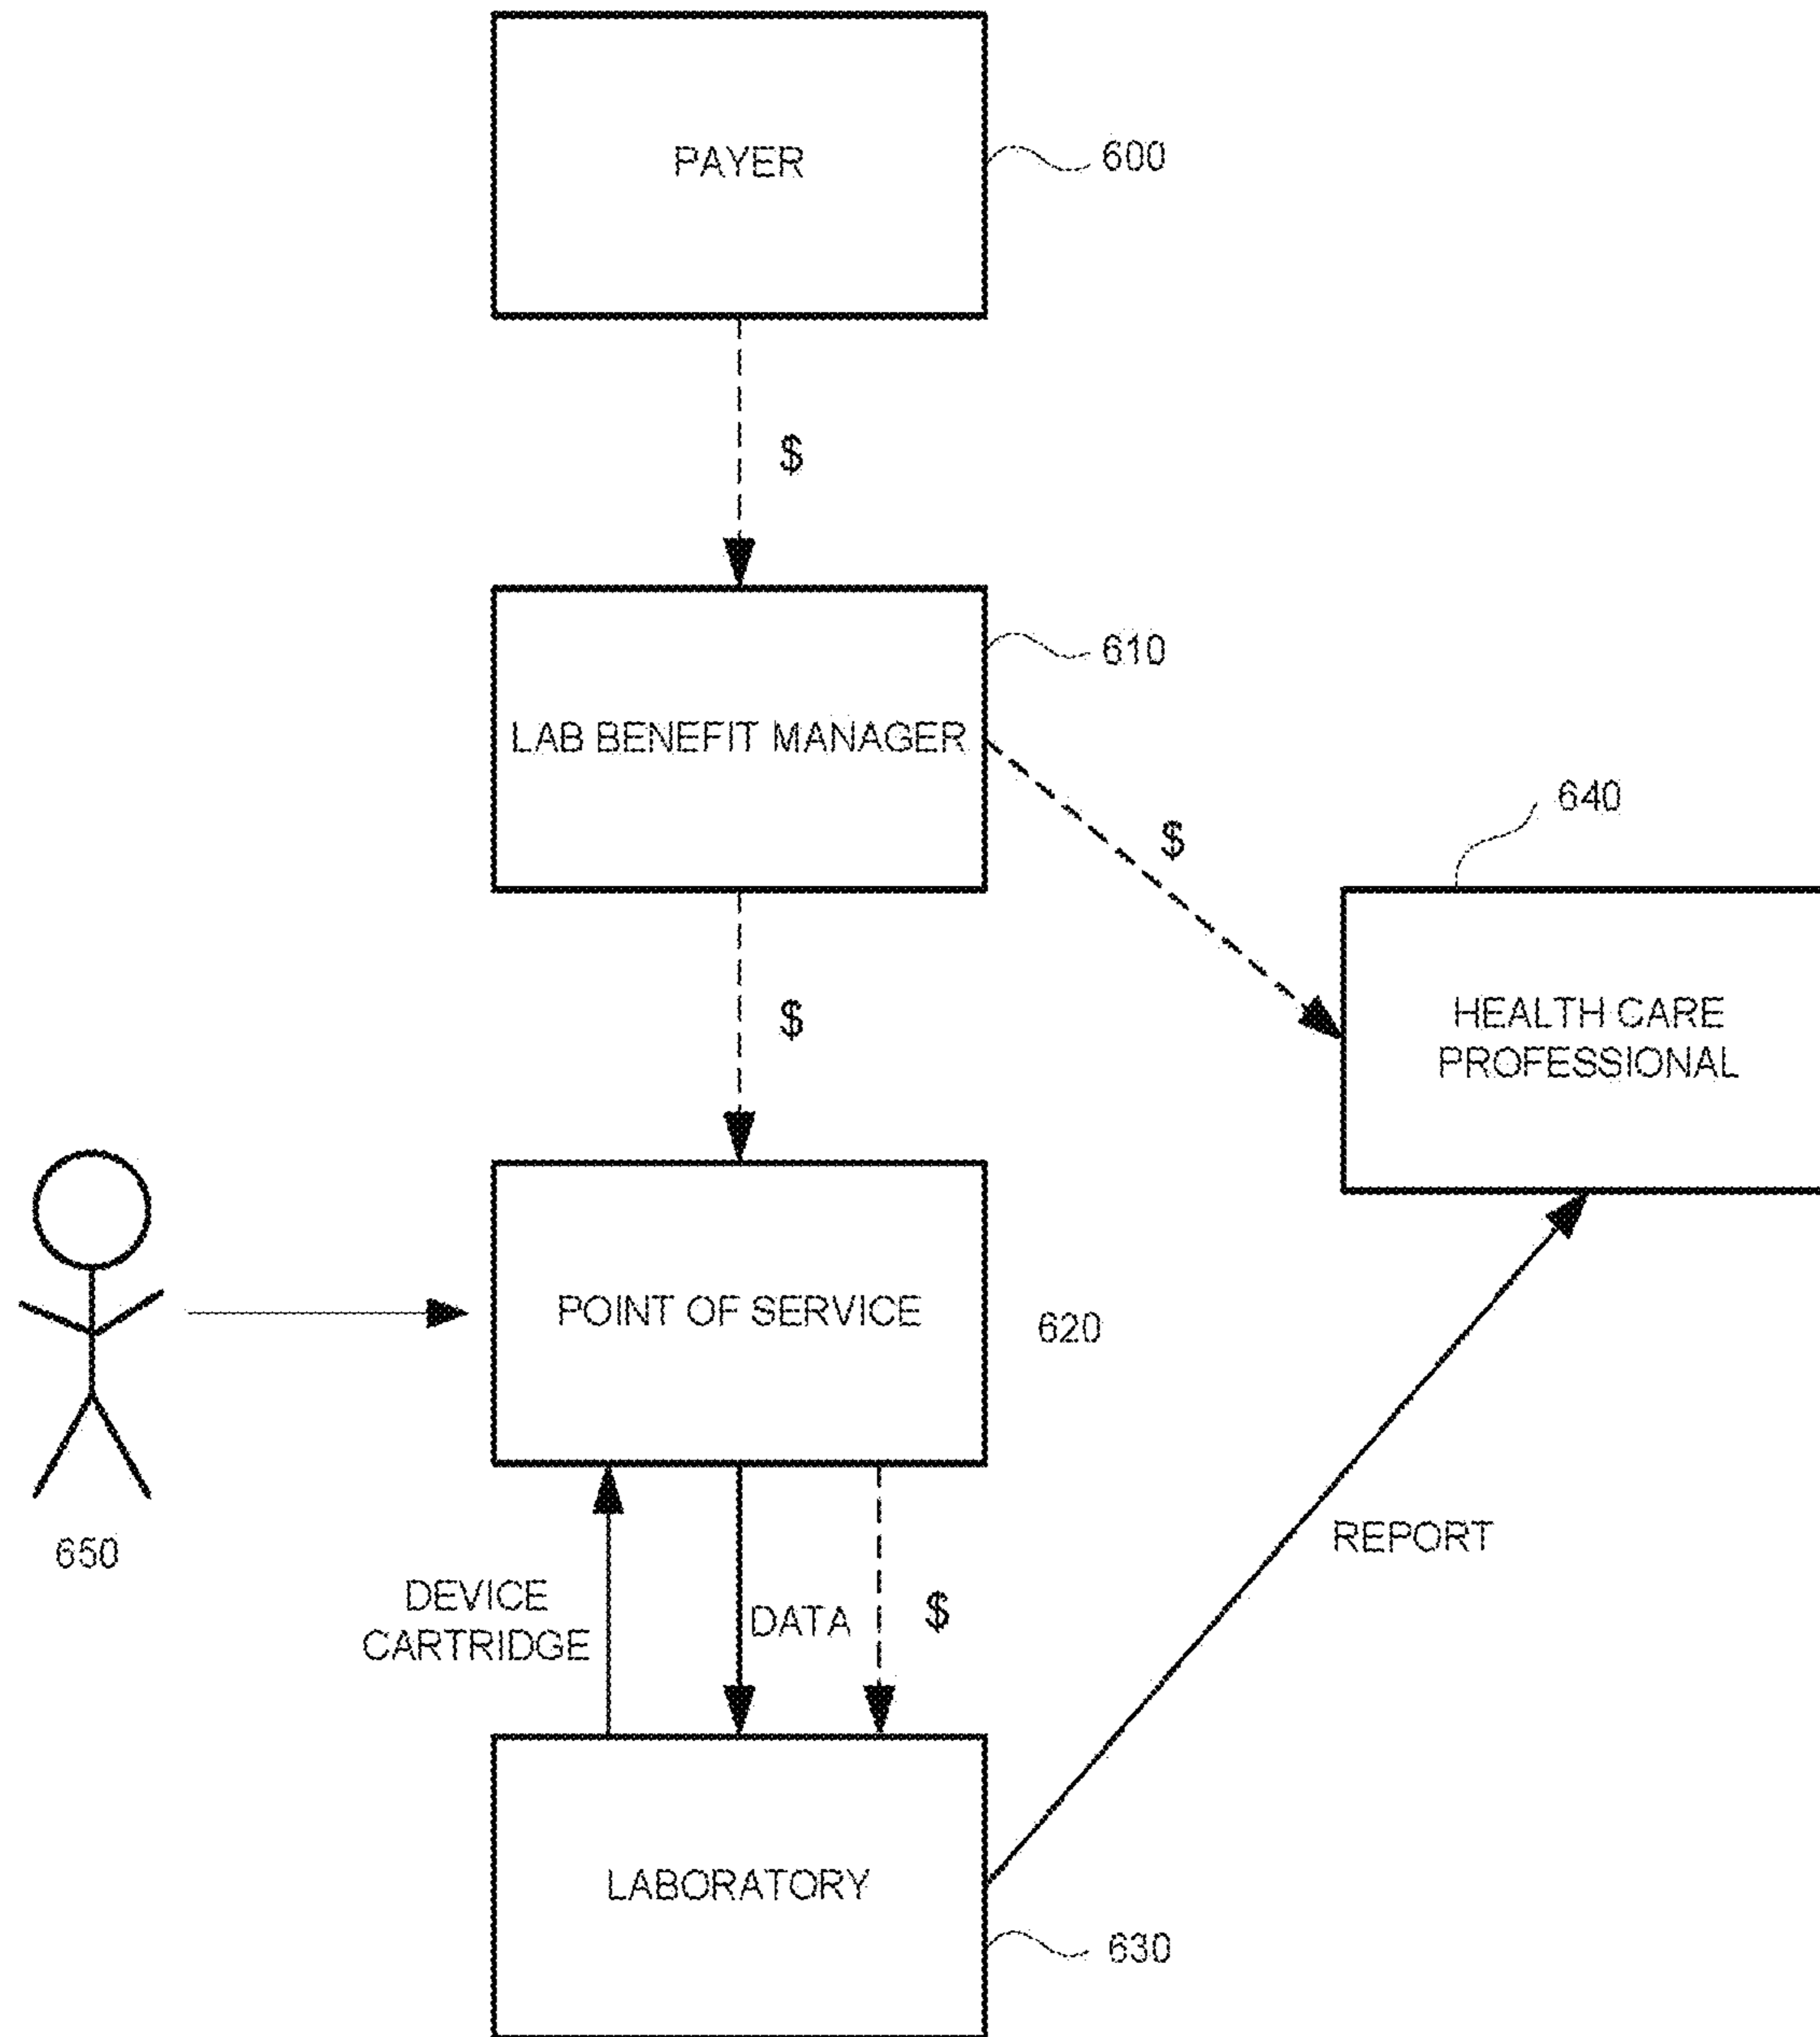 PAYER
600
$
610
LAB BENEFIT MANAGER
640
$
$
HEALTH CARE
PROFESSIONAL
POINT OF SERVICE
620
650
REPORT
DEVICE
CARTRIDGE
DATA
$
LABORATORY
630